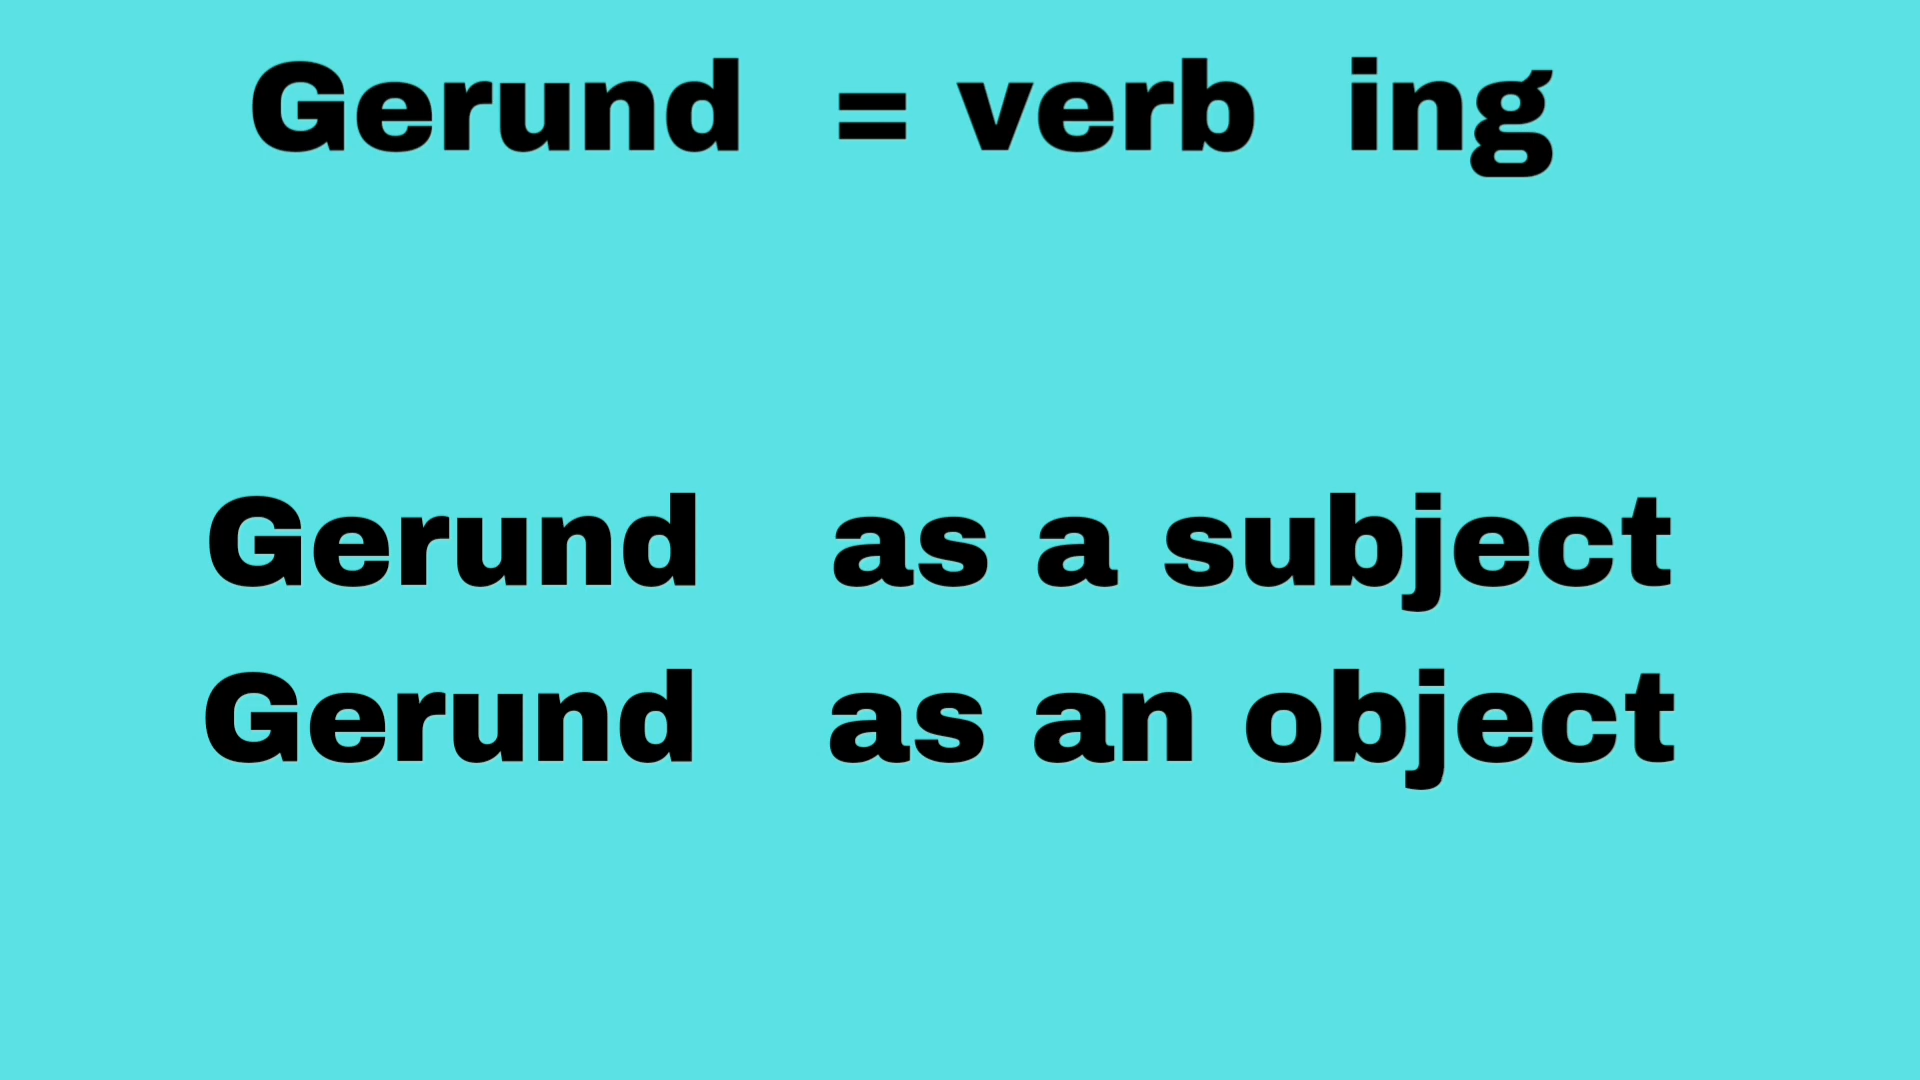 Gerund = verb ing
Gerund as a subject
Gerund as an object